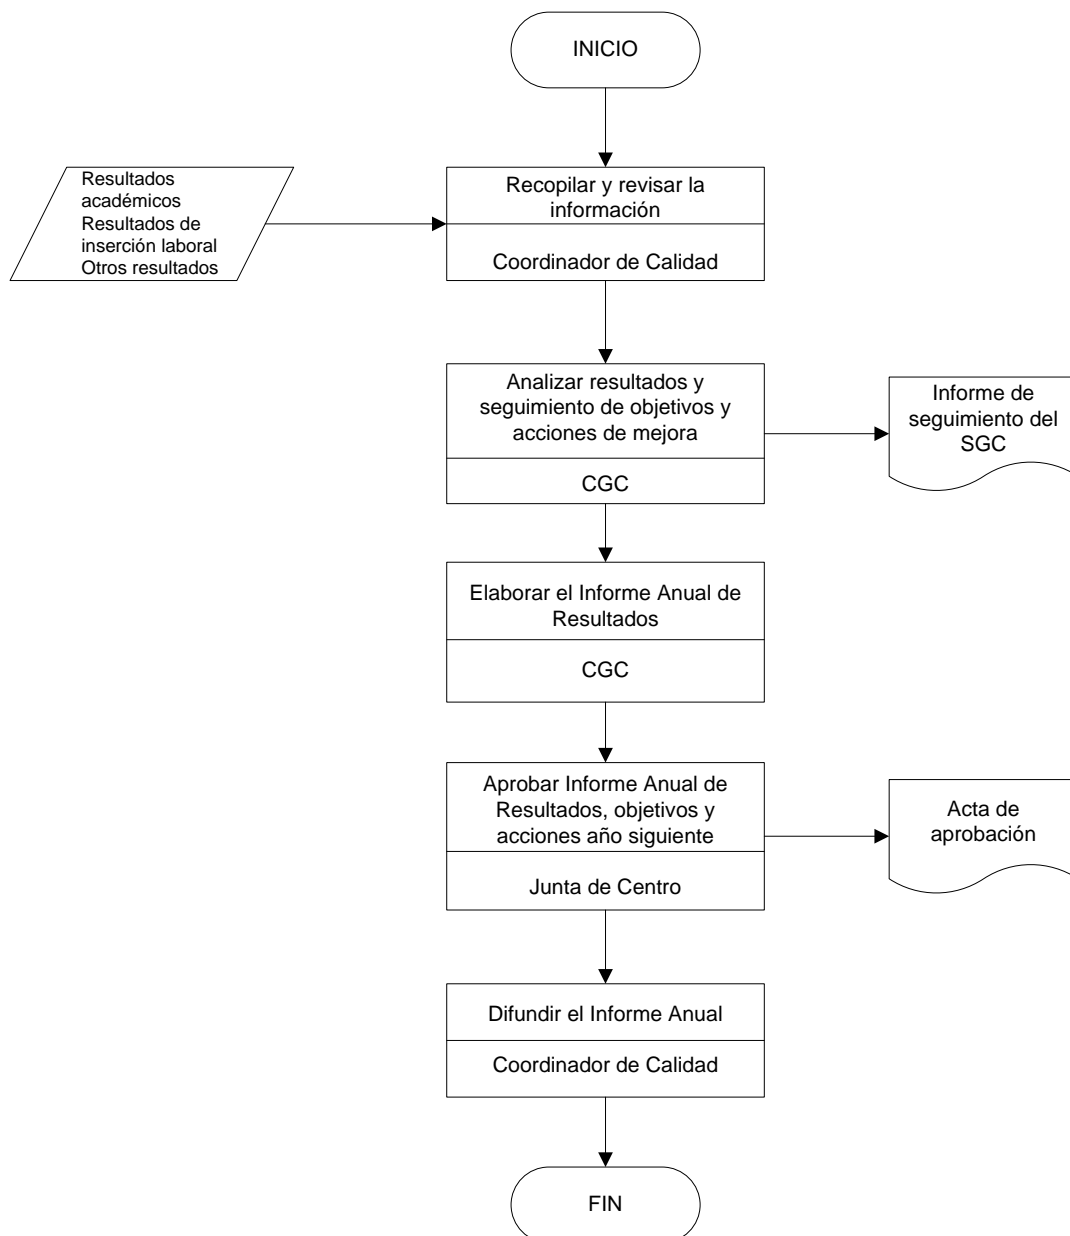 INICIO
Resultados
académicos
Resultados de
inserción laboral
Otros resultados
Recopilar y revisar la
información
Coordinador de Calidad
Analizar resultados y
seguimiento de objetivos y
acciones de mejora
CGC
Informe de
seguimiento del
SGC
Elaborar el Informe Anual de
Resultados
CGC
Aprobar Informe Anual de
Resultados, objetivos y
acciones año siguiente
Junta de Centro
Acta de
aprobación
Difundir el Informe Anual
Coordinador de Calidad
FIN